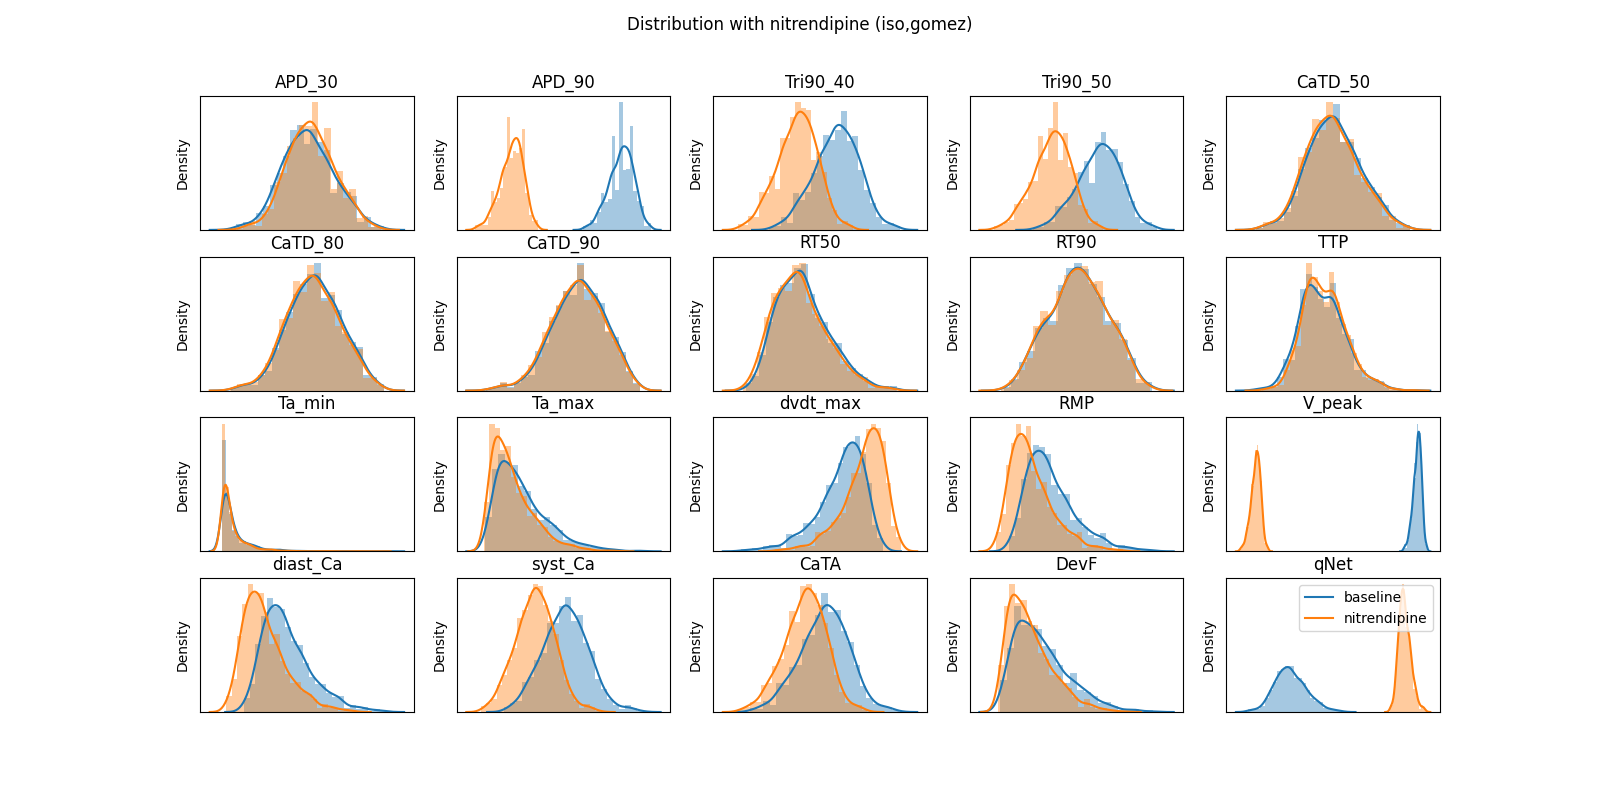 Distribution with nitrendipine (iso,gomez)
APD_30
APD_90
Tri90_40
Tri90_50
CaTD_50
Density
Density
Density
Density
Density
CaTD_80
CaTD_90
RT50
RT90
TTP
Density
Density
Density
Density
Density
Ta_min
Ta_max
dvdt_max
RMP
V_peak
Density
Density
Density
Density
Density
diast_Ca
syst_Ca
CaTA
DevF
qNet
Density
Density
Density
Density
Density
baseline
nitrendipine